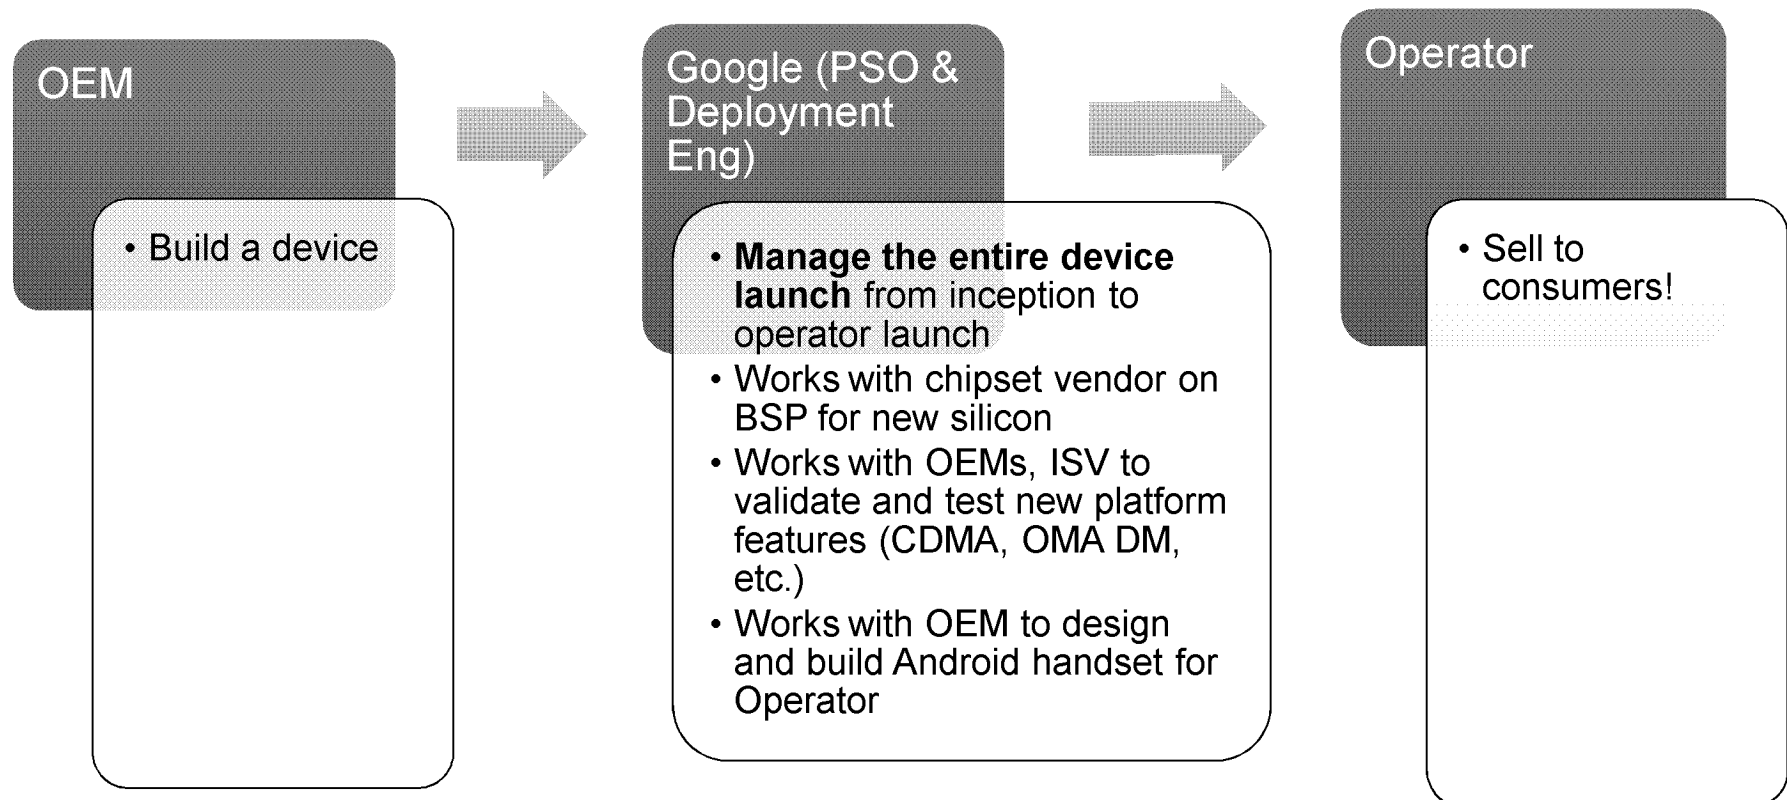 OEM
• Build a device
Google (PSO &
Deployment
Eng)
• Manage the entire device
launch from inception to
operator launch
• Works with chipset vendor on
BSP for new silicon
• Works with OEMs, ISV to
validate and test new platform
features (CDMA, OMA DM,
etc.)
• Works with OEM to design
and build Android handset for
Operator
Operator
• Sell to
consumers!